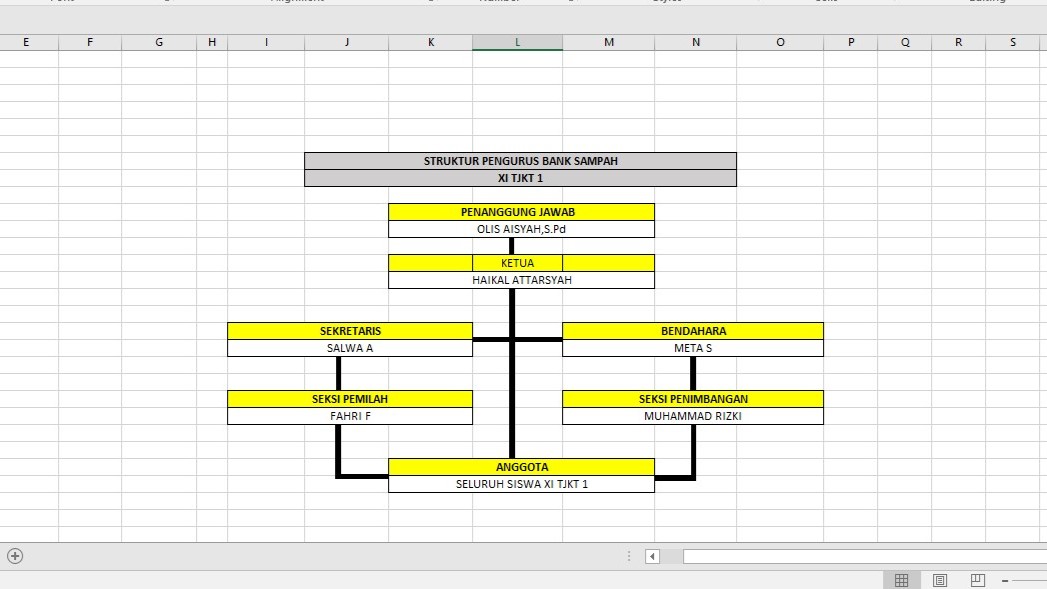 E F G H I J K L M N O P Q R S
STRUKTUR PENGURUS BANK SAMPAH
XI TJKT 1
PENANGGUNG JAWAB
OLIS AISYAH,S.Pd
KETUA
HAIKAL ATTARSYAH
SEKRETARIS BENDAHARA
SALWA A META S
SEKSI PEMILAH SEKSI PENIMBANGAN
FAHRI F MUHAMMAD RIZKI
ANGGOTA
SELURUH SISWA XI TJKT 1